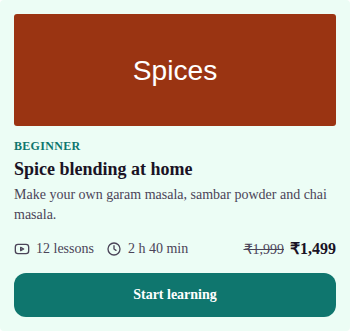 Spices
BEGINNER
Spice blending at home
Make your own garam masala, sambar powder and chai
masala.
12 lessons 2 h 40 min ₹1,999 ₹1,499
Start learning